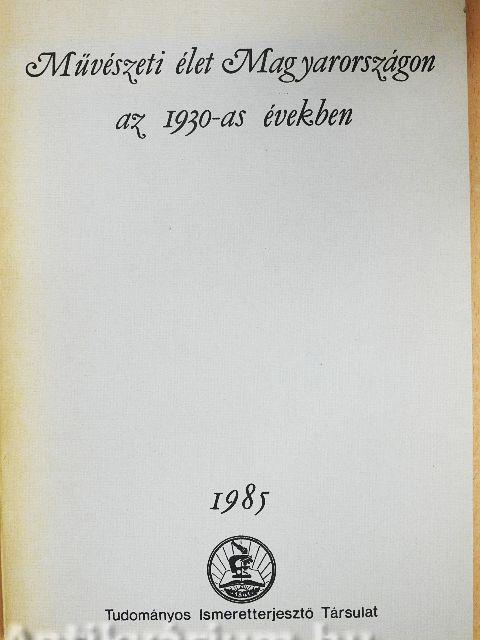 Művészeti élet Magyarországon
az 1930-as években
1985
Tudományos Ismeretterjesztő Társulat